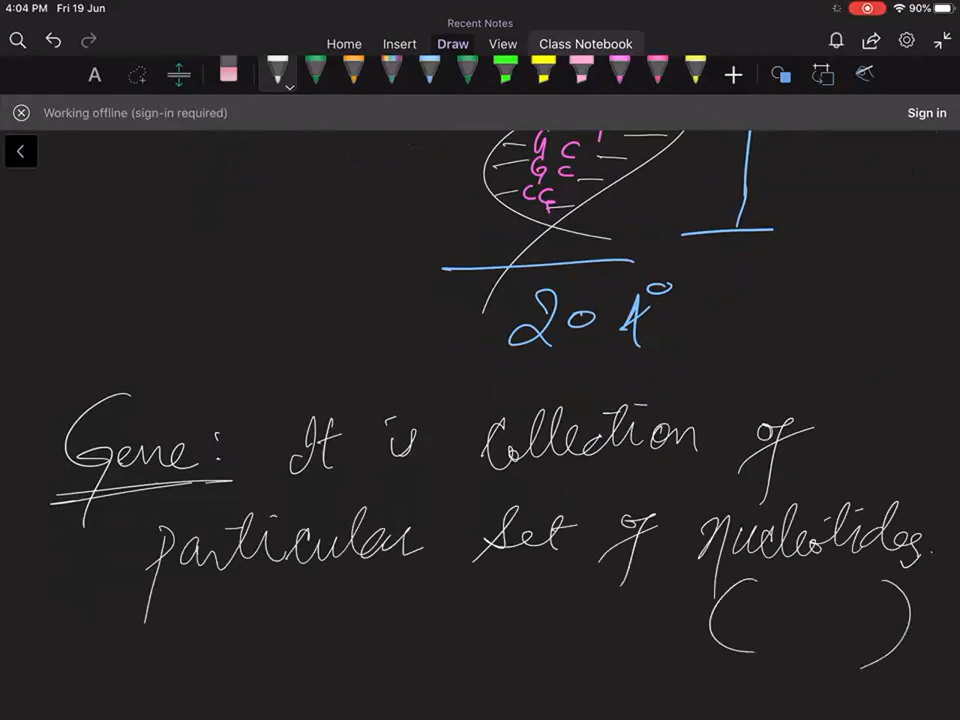 4:04 PM Fri 19 Jun
90%
Recent Notes
Home Insert Draw View Class Notebook
A
Working offline (sign-in required) Sign in
G C
G C
C G
20 A°
Gene: It is collection of
particular set of nucleotides.
( )